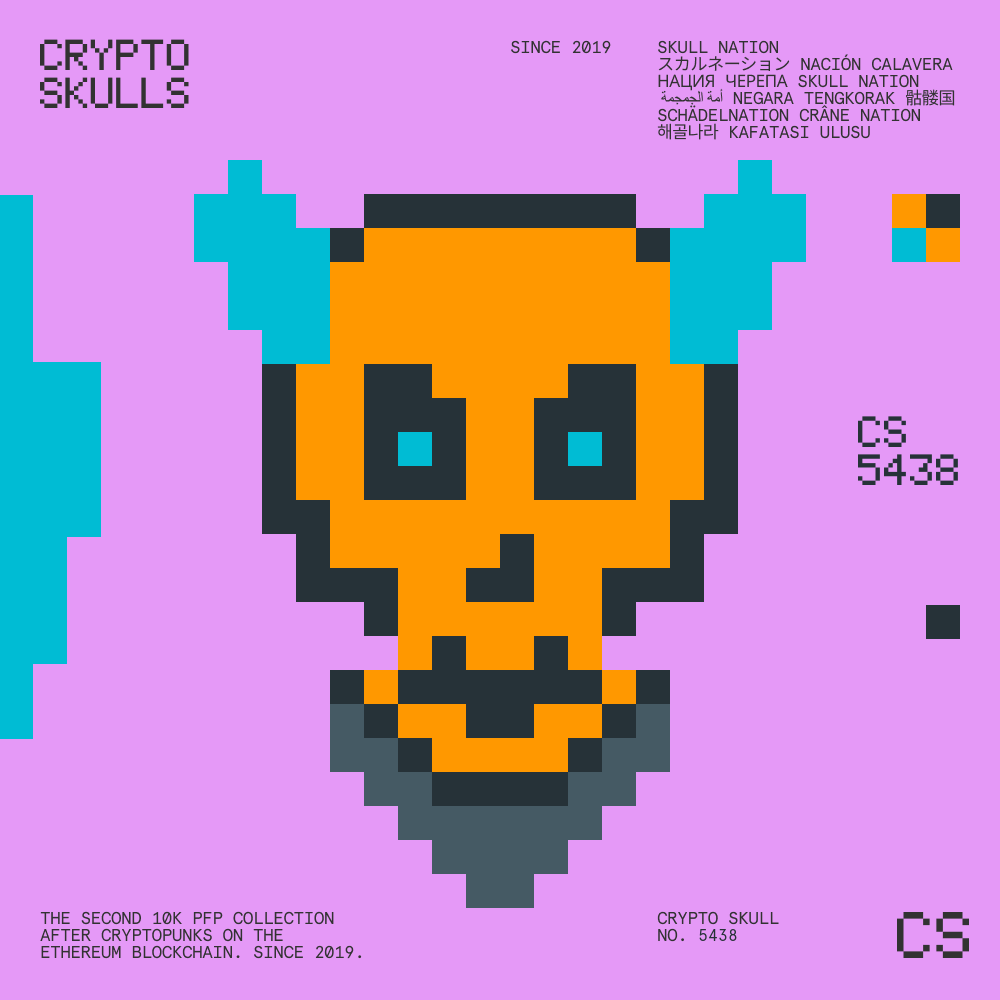 CRYPTO
SKULLS
SINCE 2019
SKULL NATION
スカルネーション NACIÓN CALAVERA
НАЦИЯ ЧЕРЕПА SKULL NATION
أمة الجمجمة NEGARA TENGKORAK 骷髅国
SCHÄDELNATION CRÂNE NATION
해골나라 KAFATASI ULUSU
CS
5438
THE SECOND 10K PFP COLLECTION
AFTER CRYPTOPUNKS ON THE
ETHEREUM BLOCKCHAIN. SINCE 2019.
CRYPTO SKULL
NO. 5438
CS